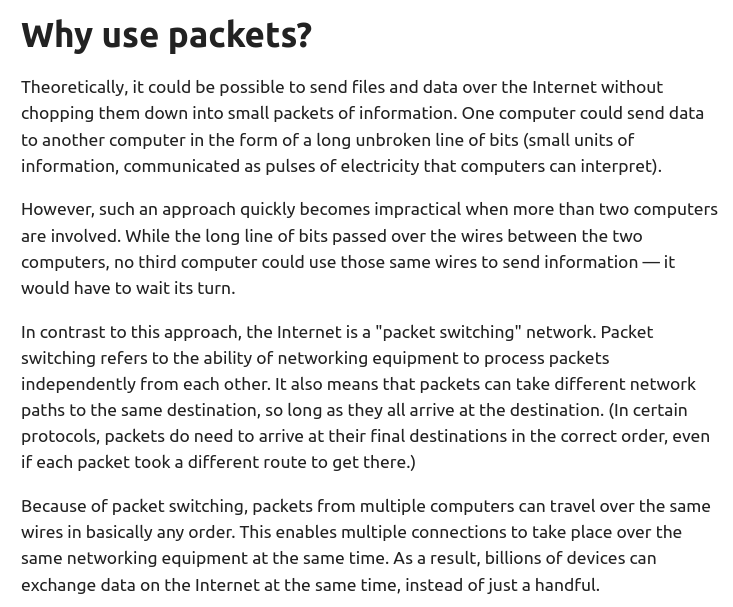 Why use packets?
Theoretically, it could be possible to send files and data over the Internet without
chopping them down into small packets of information. One computer could send data
to another computer in the form of a long unbroken line of bits (small units of
information, communicated as pulses of electricity that computers can interpret).
However, such an approach quickly becomes impractical when more than two computers
are involved. While the long line of bits passed over the wires between the two
computers, no third computer could use those same wires to send information — it
would have to wait its turn.
In contrast to this approach, the Internet is a "packet switching" network. Packet
switching refers to the ability of networking equipment to process packets
independently from each other. It also means that packets can take different network
paths to the same destination, so long as they all arrive at the destination. (In certain
protocols, packets do need to arrive at their final destinations in the correct order, even
if each packet took a different route to get there.)
Because of packet switching, packets from multiple computers can travel over the same
wires in basically any order. This enables multiple connections to take place over the
same networking equipment at the same time. As a result, billions of devices can
exchange data on the Internet at the same time, instead of just a handful.